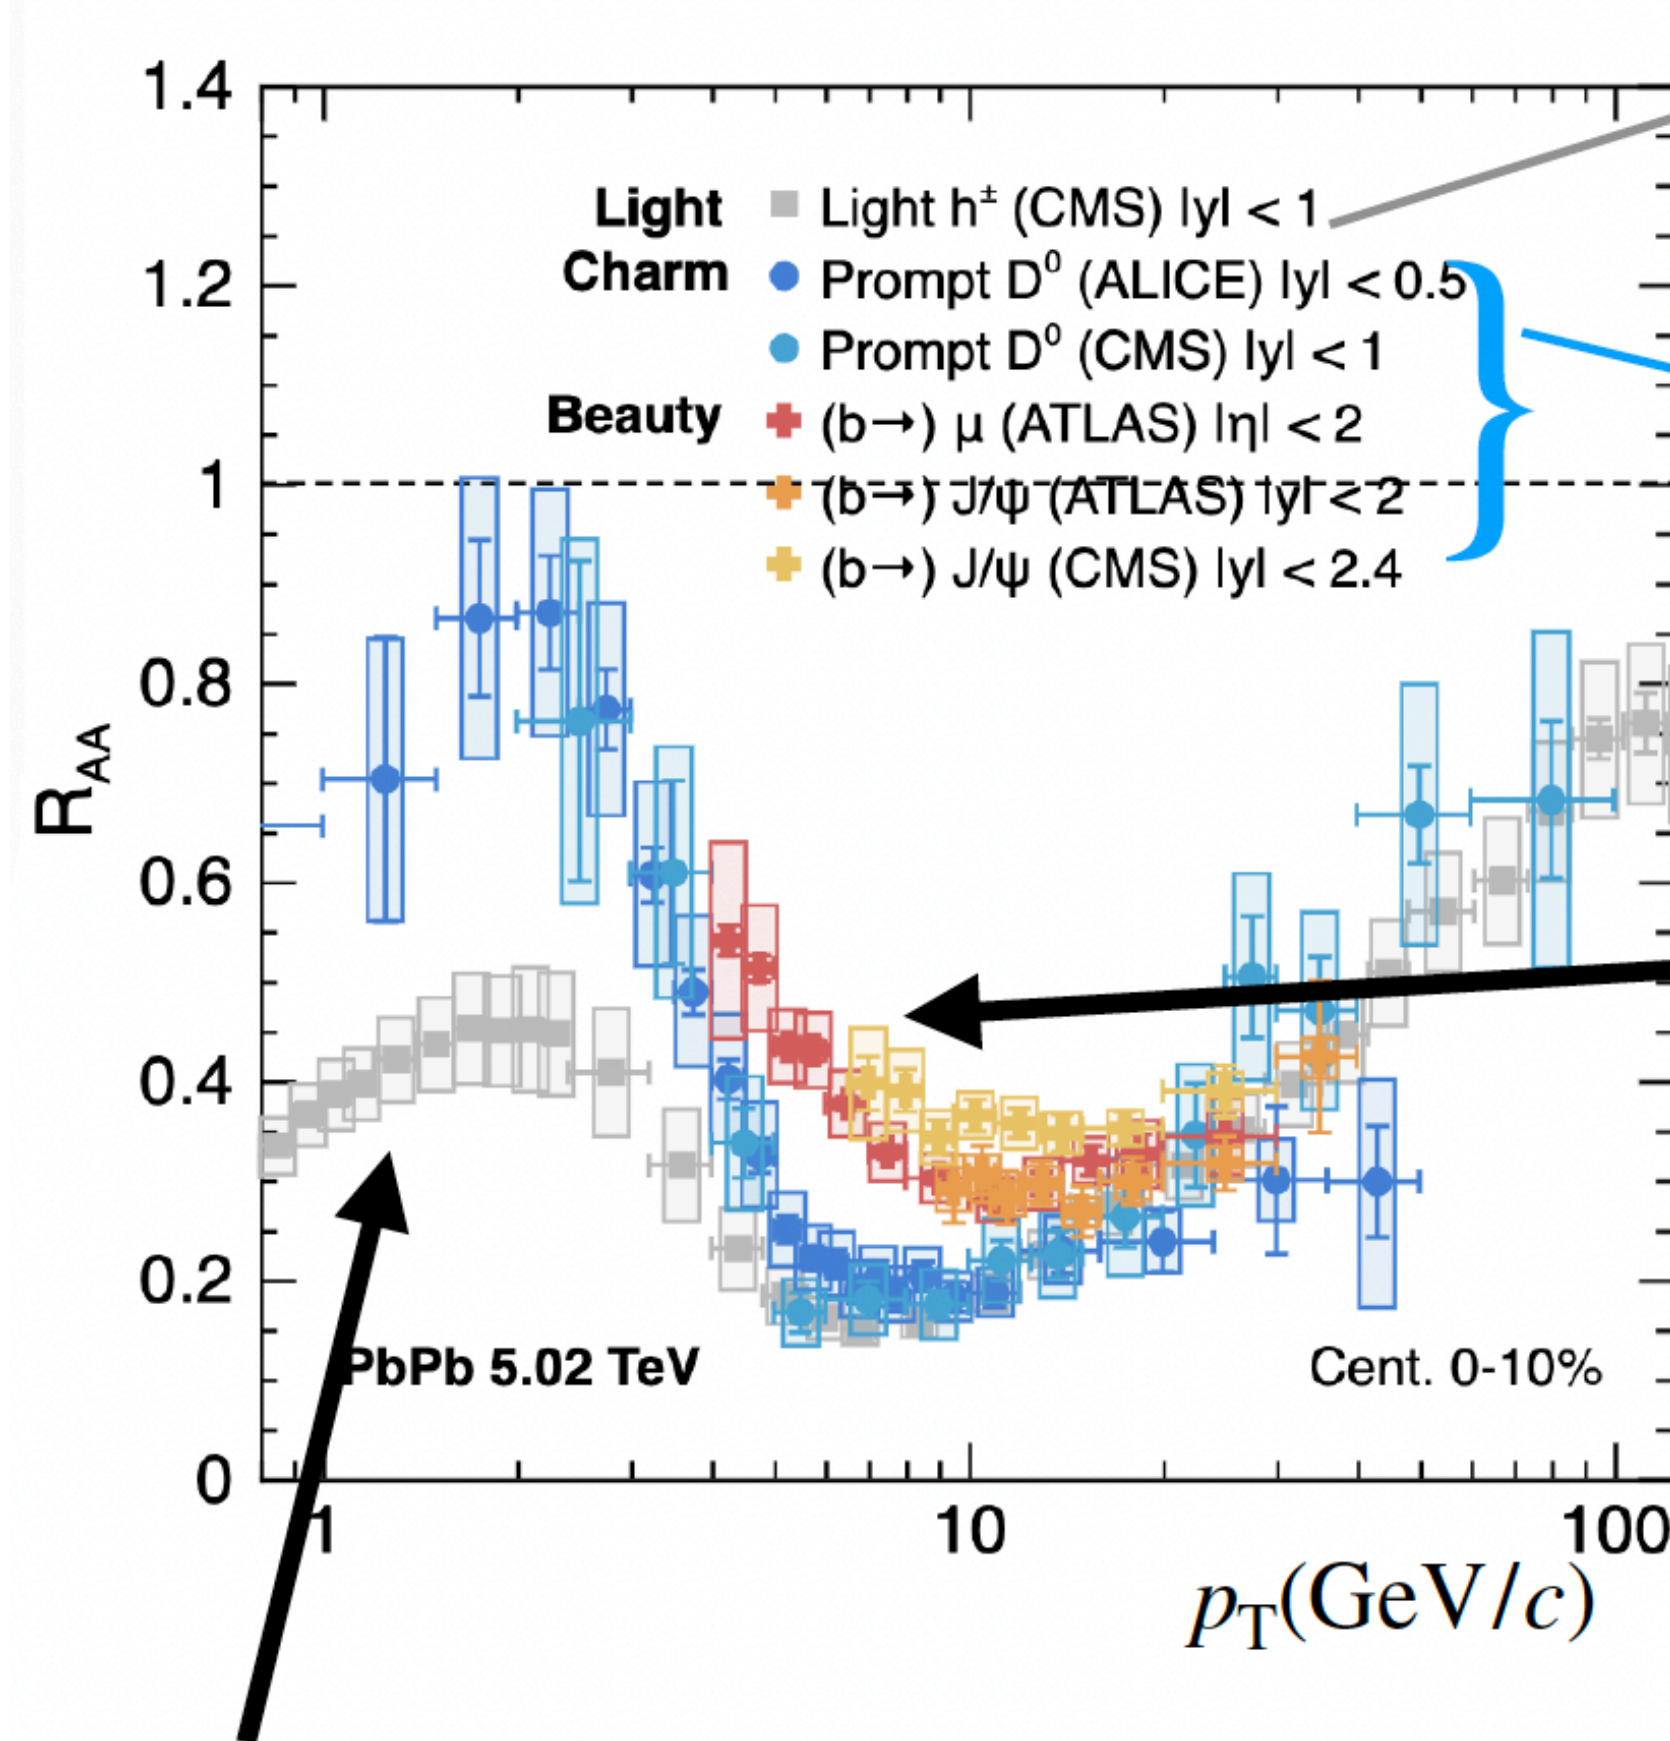 1.4
1.2
1
0.8
0.6
0.4
0.2
0
R_AA
Light
Light h± (CMS) |y| < 1
Charm
Prompt D⁰ (ALICE) |y| < 0.5
Prompt D⁰ (CMS) |y| < 1
Beauty
(b→) μ (ATLAS) |η| < 2
(b→) J/ψ (ATLAS) |y| < 2
(b→) J/ψ (CMS) |y| < 2.4
PbPb 5.02 TeV
Cent. 0-10%
1
10
100
p_T(GeV/c)